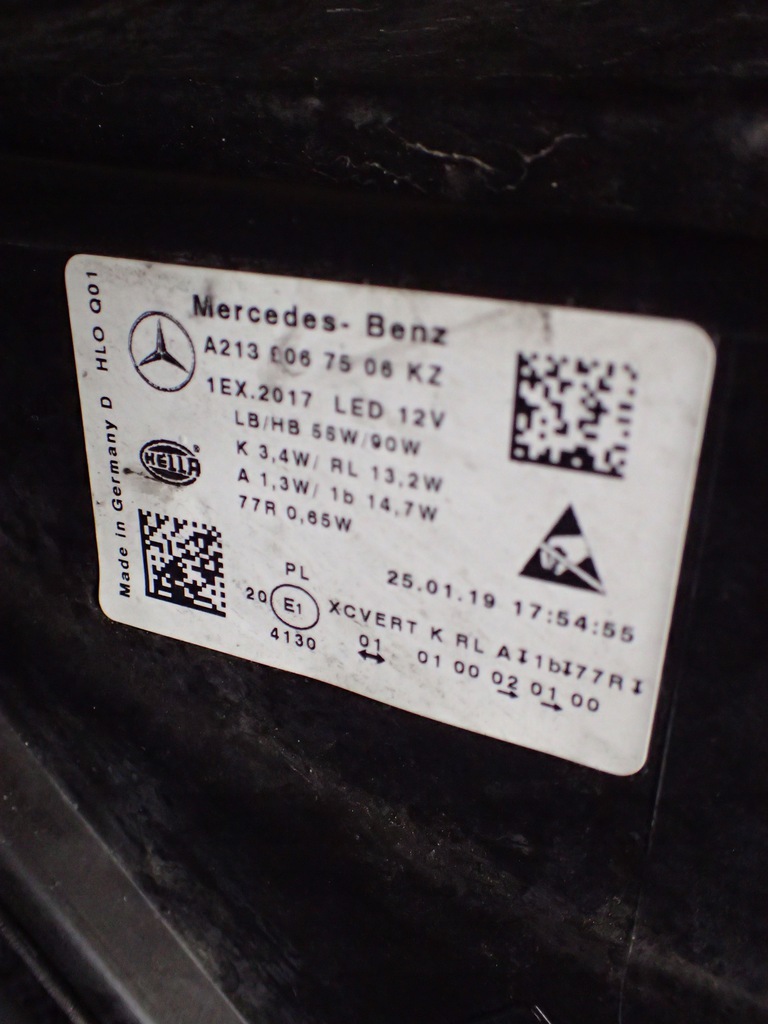 Mercedes- Benz
A213 906 75 06 KZ
1EX.2017 LED 12V
LB/HB 55W/90W
K 3,4W/ RL 13,2W
A 1,3W/ 1b 14,7W
77R 0,65W
HELLA
Made in Germany D HLO Q01
25.01.19 17:54:55
PL
20 E1 XCVERT K RL A↧1b↧77R↧
4130 01 01 00 02 01 00